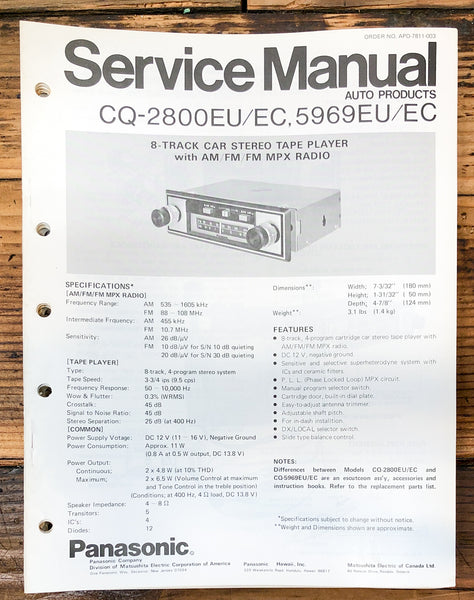 ORDER NO. APD-7811-003
Service Manual
AUTO PRODUCTS
CQ-2800EU/EC, 5969EU/EC
8-TRACK CAR STEREO TAPE PLAYER
with AM/FM/FM MPX RADIO
SPECIFICATIONS*
[AM/FM/FM MPX RADIO]
Frequency Range: AM 535 – 1605 kHz
FM 88 – 108 MHz
Intermediate Frequency: AM 455 kHz
FM 10.7 MHz
Sensitivity: AM 26 dB/µV
FM 10 dB/µV for S/N 10 dB quieting
20 dB/µV for S/N 30 dB quieting
[TAPE PLAYER]
Type: 8-track, 4-program stereo system
Tape Speed: 3-3/4 ips (9.5 cps)
Frequency Response: 50 – 10,000 Hz
Wow & Flutter: 0.3% (WRMS)
Crosstalk: 45 dB
Signal to Noise Ratio: 45 dB
Stereo Separation: 25 dB (at 400 Hz)
[COMMON]
Power Supply Voltage: DC 12 V (11 – 16 V), Negative Ground
Power Consumption: Approx. 11 W
(0.8 A at 0.5 W output, DC 13.8 V)
Power Output:
Continuous; 2 x 4.8 W (at 10% THD)
Maximum; 2 x 6.5 W (Volume Control at maximum
and Tone Control in the treble position)
(Conditions; at 400 Hz, 4 Ω load, DC 13.8 V)
Speaker Impedance: 4 – 8 Ω
Transistors: 5
IC's: 4
Diodes: 12
Dimensions**: Width; 7-3/32" (180 mm)
Height; 1-31/32" ( 50 mm)
Depth; 4-7/8" (124 mm)
Weight**: 3.1 lbs (1.4 kg)
FEATURES
• 8-track, 4-program car stereo tape player with
AM/FM/FM MPX radio.
• DC 12 V, negative ground.
• Sensitive and selective superheterodyne system with
ICs and ceramic filters.
• P. L. L. (Phase Locked Loop) MPX circuit.
• Manual program selector switch.
• Cartridge door, built-in dial plate.
• Easy-to-adjust antenna trimmer.
• Adjustable shaft pitch.
• For in-dash installtion.
• DX/LOCAL selector switch.
• Slide type balance control.
NOTES:
Differences between Models CQ-2800EU/EC and
CQ-5969EU/EC are an escutcheon ass'y, accessories and
instruction books. Refer to the replacement parts list.
*Specifications subject to change without notice.
**Weight and Dimensions shown are approximate.
Panasonic®
Panasonic Company
Division of Matsushita Electric Corporation of America
One Panasonic Way, Secaucus, New Jersey 07094
Panasonic Hawaii, Inc.
Matsushita Electric of Canada Ltd.